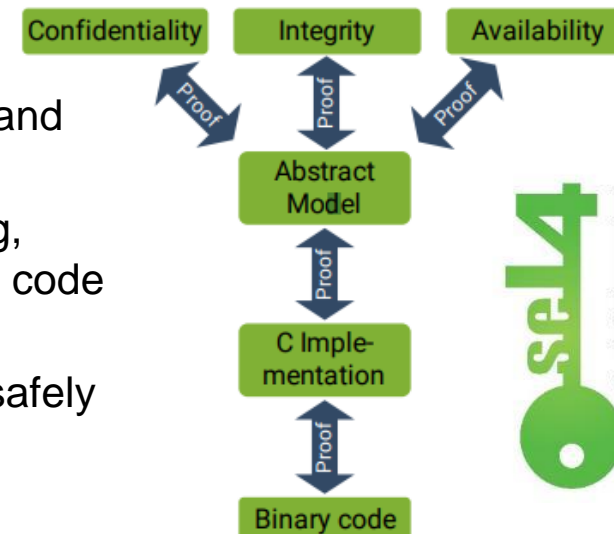 Confidentiality Integrity Availability
Proof Proof Proof
and
Abstract
Model
g,
code
Proof
safely
C Imple-
mentation
Proof
Binary code
seL4